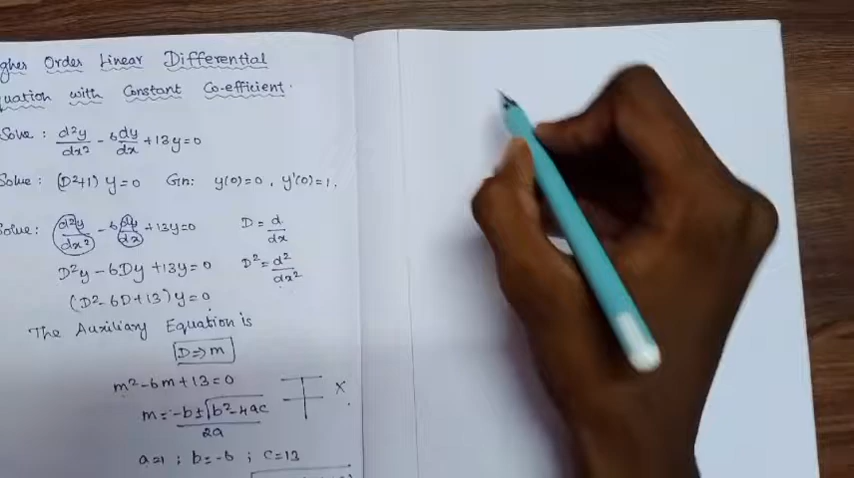 gher Order Linear Differential
uation with Constant Co-efficient.
Solve : d²y/dx² - 6 dy/dx + 13y = 0
Solve : (D²+1) y = 0 Gn: y(0)=0 , y'(0)=1.
Solve : d²y/dx² - 6 dy/dx + 13y = 0 D = d/dx
D²y - 6Dy + 13y = 0 D² = d²/dx²
(D² - 6D + 13) y = 0
The Auxiliary Equation is
D => m
m² - 6m + 13 = 0
m = -b ± √b² - 4ac / 2a X
a=1 ; b=-6 ; c=13